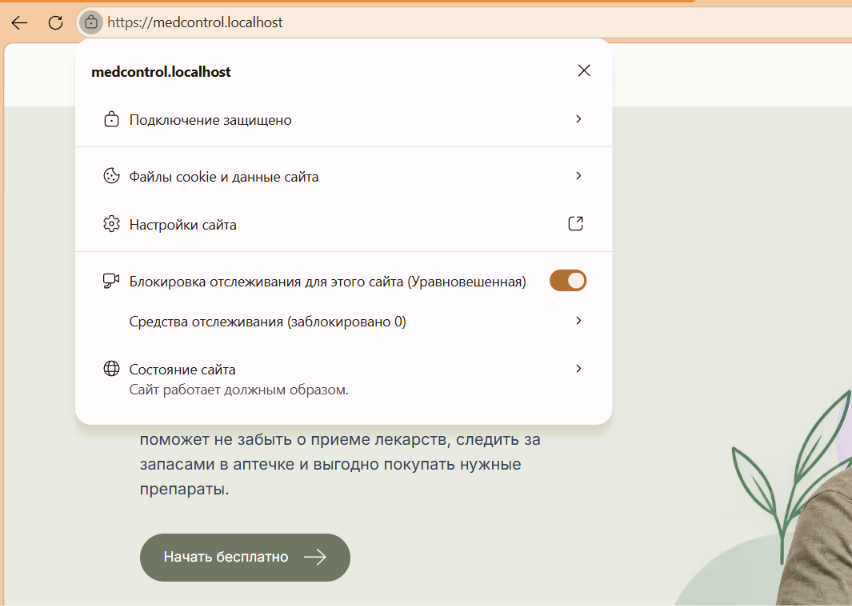 https://medcontrol.localhost
medcontrol.localhost
Подключение защищено
Файлы cookie и данные сайта
Настройки сайта
Блокировка отслеживания для этого сайта (Уравновешенная)
Средства отслеживания (заблокировано 0)
Состояние сайта
Сайт работает должным образом.
поможет не забыть о приеме лекарств, следить за
запасами в аптечке и выгодно покупать нужные
препараты.
Начать бесплатно